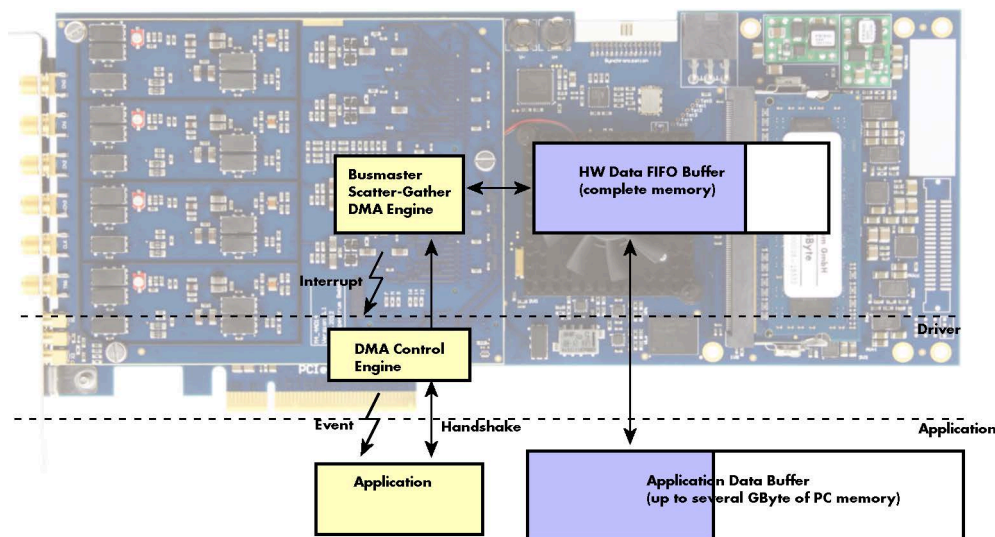 Busmaster
Scatter-Gather
DMA Engine
HW Data FIFO Buffer
(complete memory)
Interrupt
Driver
DMA Control
Engine
PCI
Event
Handshake
Application
Application
Application Data Buffer
(up to several GByte of PC memory)